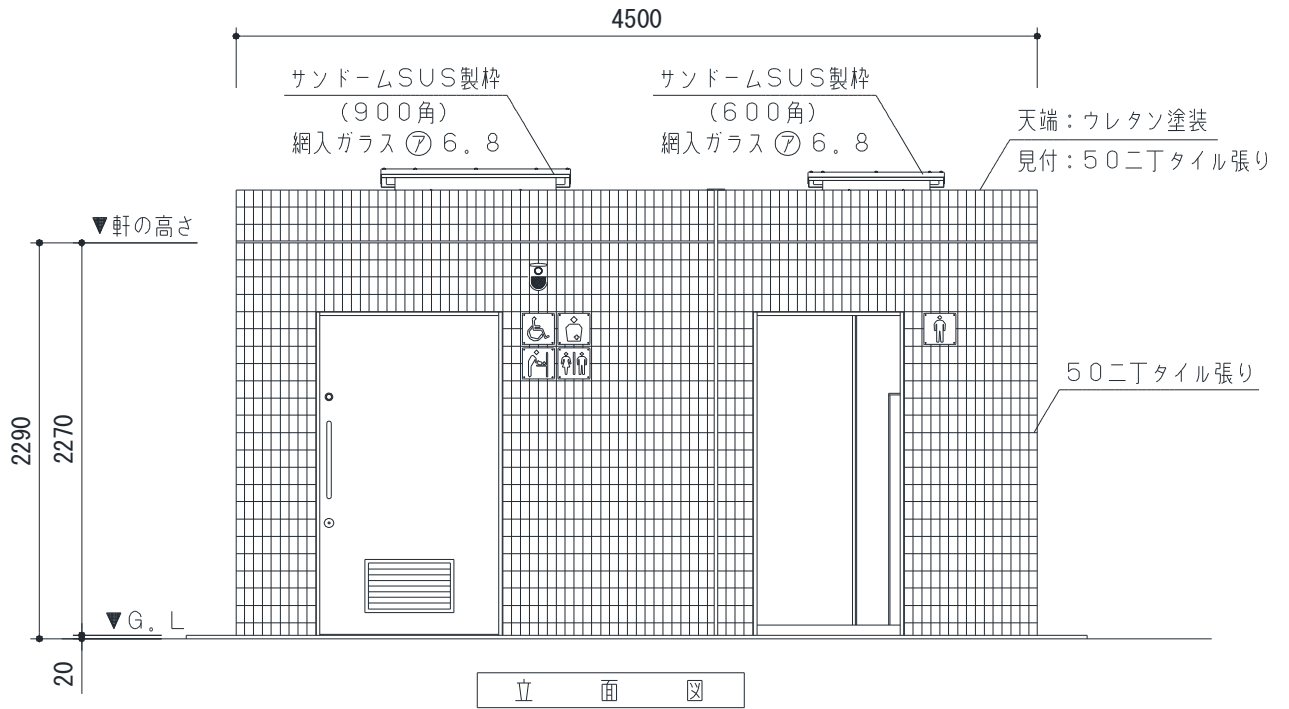 4500
サンドームSUS製枠
(900角)
網入ガラス ㋐ 6.8
サンドームSUS製枠
(600角)
網入ガラス ㋐ 6.8
天端：ウレタン塗装
見付：50二丁タイル張り
▼軒の高さ
50二丁タイル張り
2290
2270
▼G.L
20
立面図